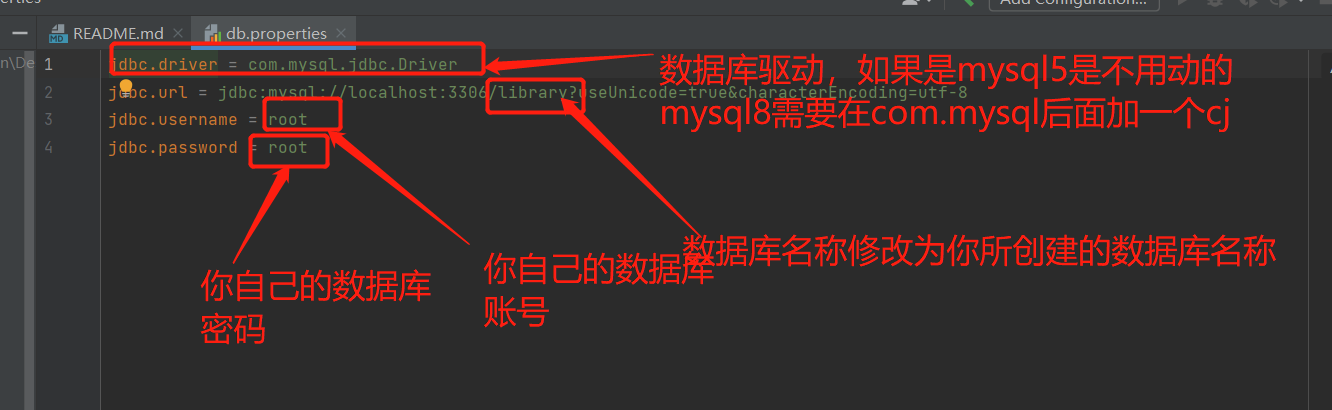 erties
Add Configuration...
README.md
db.properties
n\De
1 jdbc.driver = com.mysql.jdbc.Driver
2 jdbc.url = jdbc:mysql://localhost:3306/library?useUnicode=true&characterEncoding=utf-8
3 jdbc.username = root
4 jdbc.password = root
数据库驱动，如果是mysql5是不用动的
mysql8需要在com.mysql后面加一个cj
数据库名称修改为你所创建的数据库名称
你自己的数据库
账号
你自己的数据库
密码